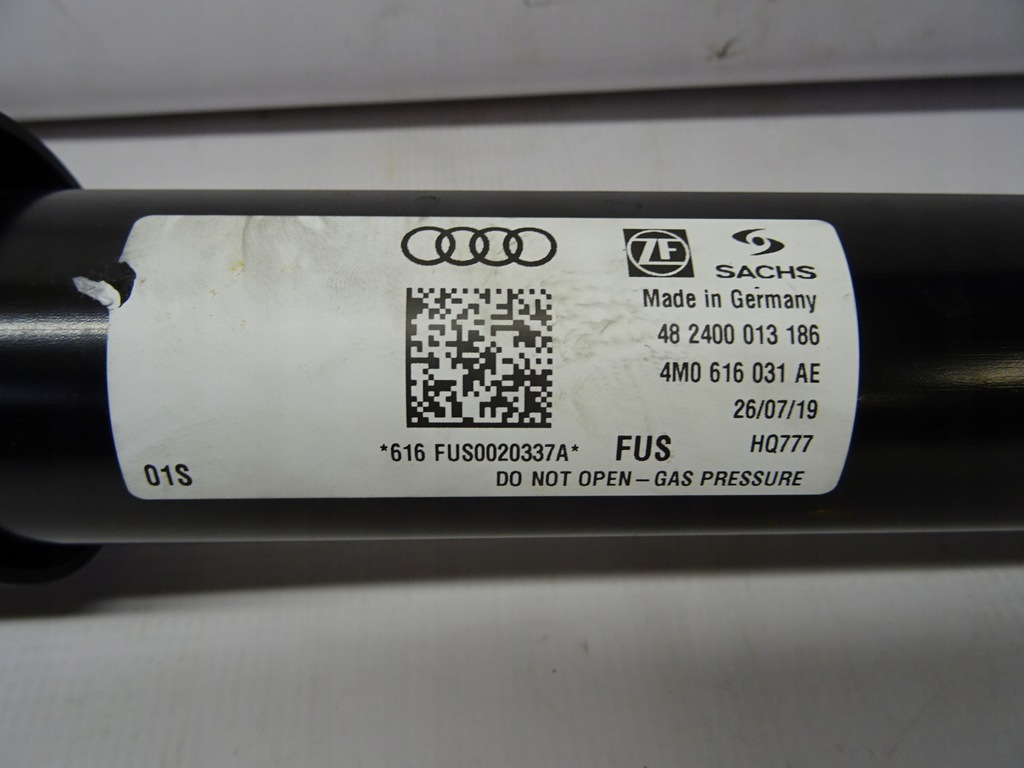 ZF
SACHS
Made in Germany
48 2400 013 186
4M0 616 031 AE
26/07/19
*616 FUS0020337A* FUS HQ777
01S
DO NOT OPEN – GAS PRESSURE